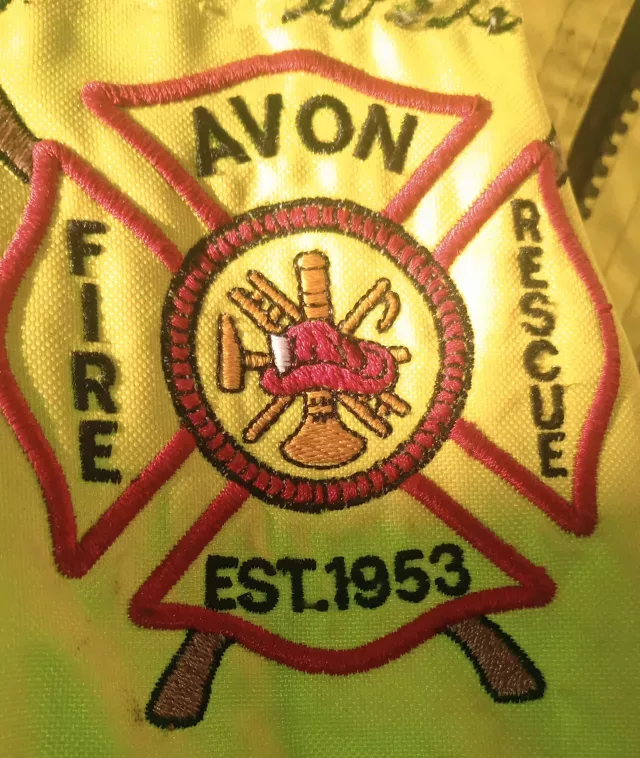 AVON
FIRE
RESCUE
EST.1953